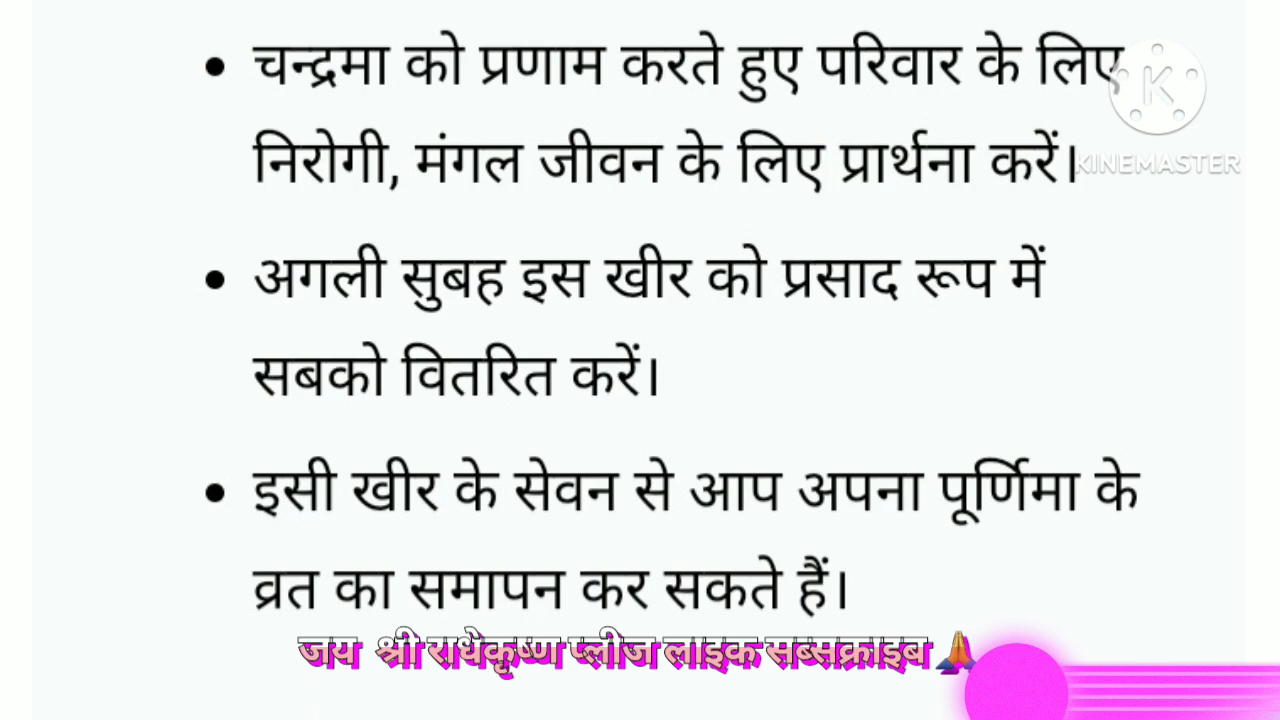 • चन्द्रमा को प्रणाम करते हुए परिवार के लिए
निरोगी, मंगल जीवन के लिए प्रार्थना करें।
• अगली सुबह इस खीर को प्रसाद रूप में
सबको वितरित करें।
• इसी खीर के सेवन से आप अपना पूर्णिमा के
व्रत का समापन कर सकते हैं।
जय श्री राधेकृष्ण प्लीज लाइक सब्सक्राइब 🙏
K
KINEMASTER